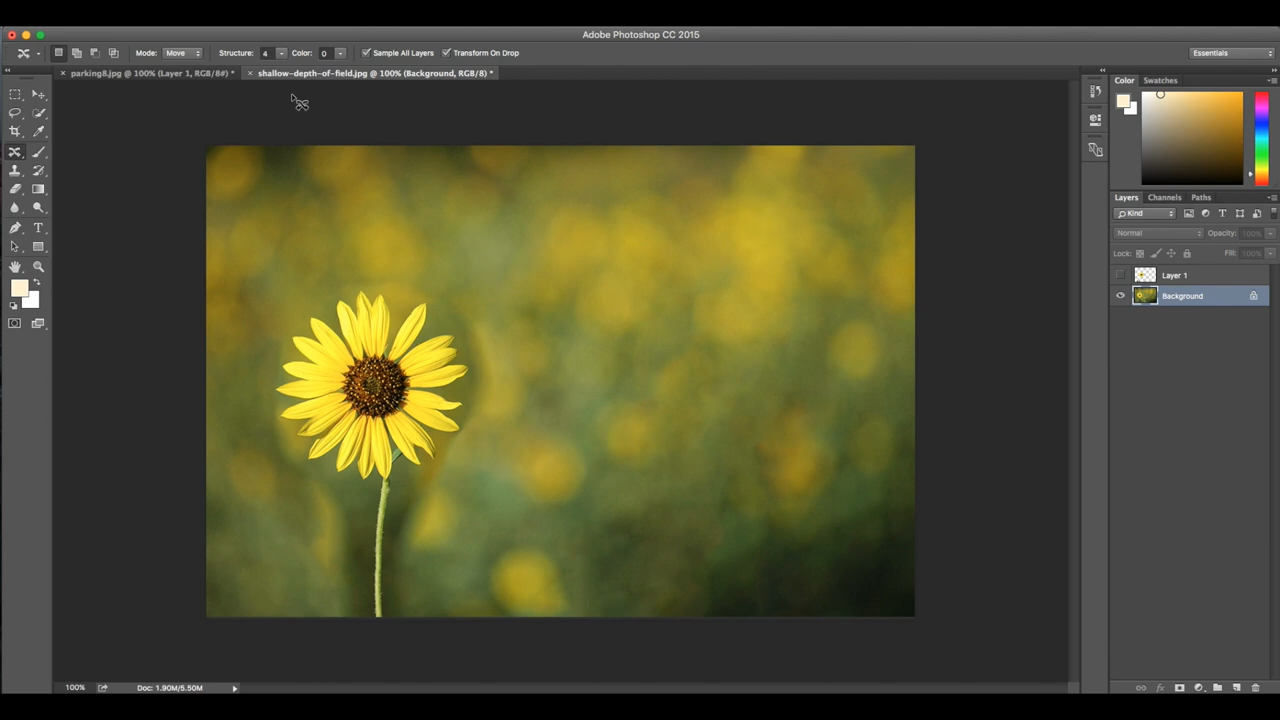 Adobe Photoshop CC 2015
Mode: Move Structure: 4 Color: 0 Sample All Layers Transform On Drop Essentials
parking8.jpg @ 100% (Layer 1, RGB/8#) * shallow-depth-of-field.jpg @ 100% (Background, RGB/8) *
Color Swatches
Layers Channels Paths
Kind
Normal Opacity: 100%
Lock: Fill: 100%
Layer 1
Background
100% Doc: 1.90M/5.50M